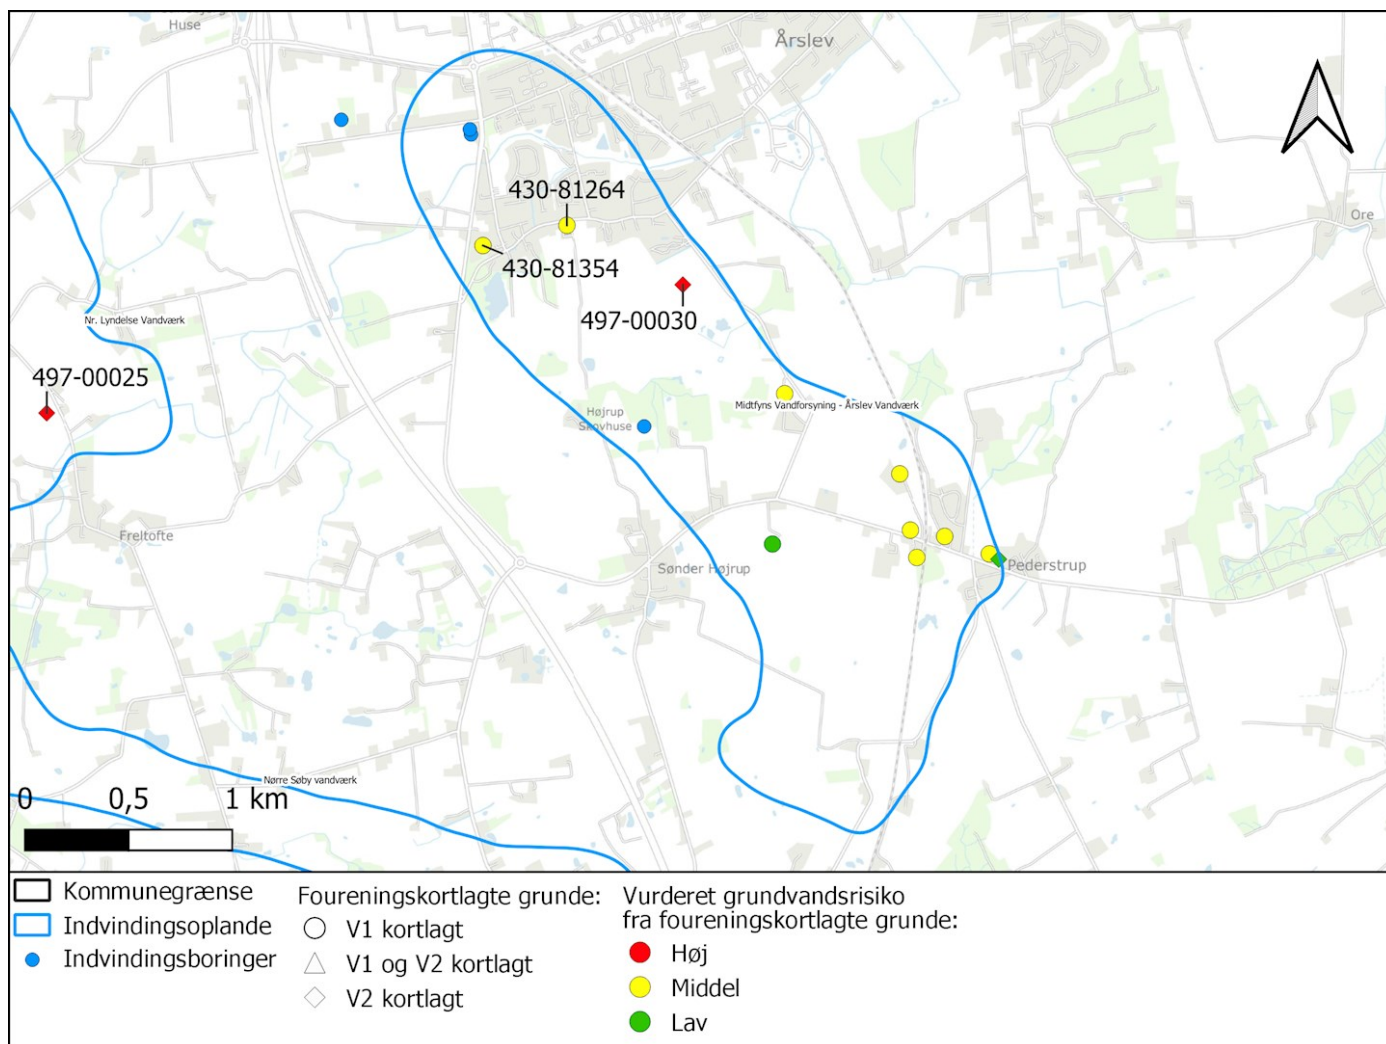 Huse
Årslev
430-81264
Ore
430-81354
497-00030
Nr. Lyndelse Vandværk
497-00025
Højrup
Skovhuse
Midtfyns Vandforsyning - Årslev Vandværk
Freltofte
Sønder Højrup
Pederstrup
Nørre Søby vandværk
0 0,5 1 km
Kommunegrænse
Indvindingsoplande
Indvindingsboringer
Foureningskortlagte grunde:
V1 kortlagt
V1 og V2 kortlagt
V2 kortlagt
Vurderet grundvandsrisiko
fra foureningskortlagte grunde:
Høj
Middel
Lav